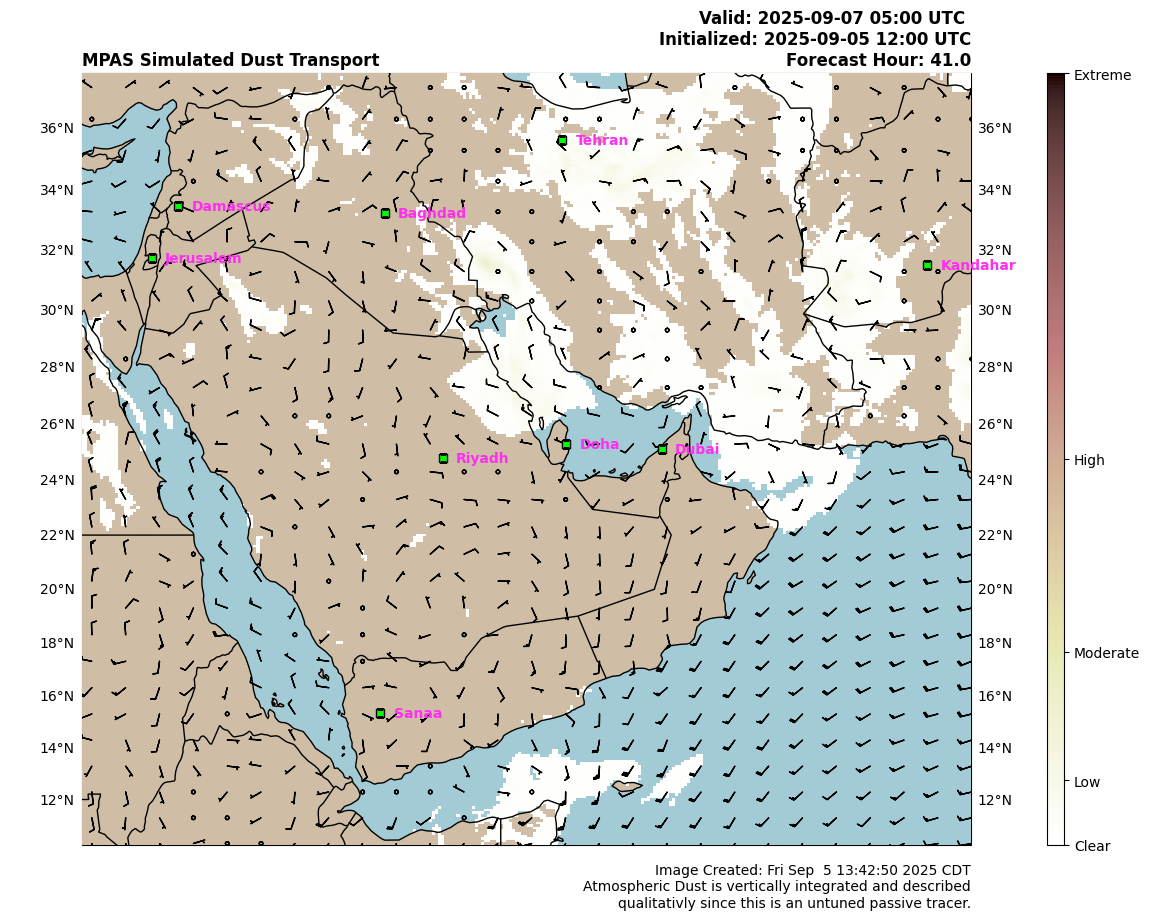 Valid: 2025-09-07 05:00 UTC
Initialized: 2025-09-05 12:00 UTC
MPAS Simulated Dust Transport
Forecast Hour: 41.0
Extreme
36°N
36°N
Tehran
34°N
34°N
Damascus
Baghdad
32°N
32°N
Jerusalem
Kandahar
30°N
30°N
28°N
28°N
26°N
26°N
Doha
Dubai
Riyadh
High
24°N
24°N
22°N
22°N
20°N
20°N
18°N
18°N
Moderate
16°N
16°N
Sanaa
14°N
14°N
Low
12°N
12°N
Clear
Image Created: Fri Sep  5 13:42:50 2025 CDT
Atmospheric Dust is vertically integrated and described
qualitativly since this is an untuned passive tracer.